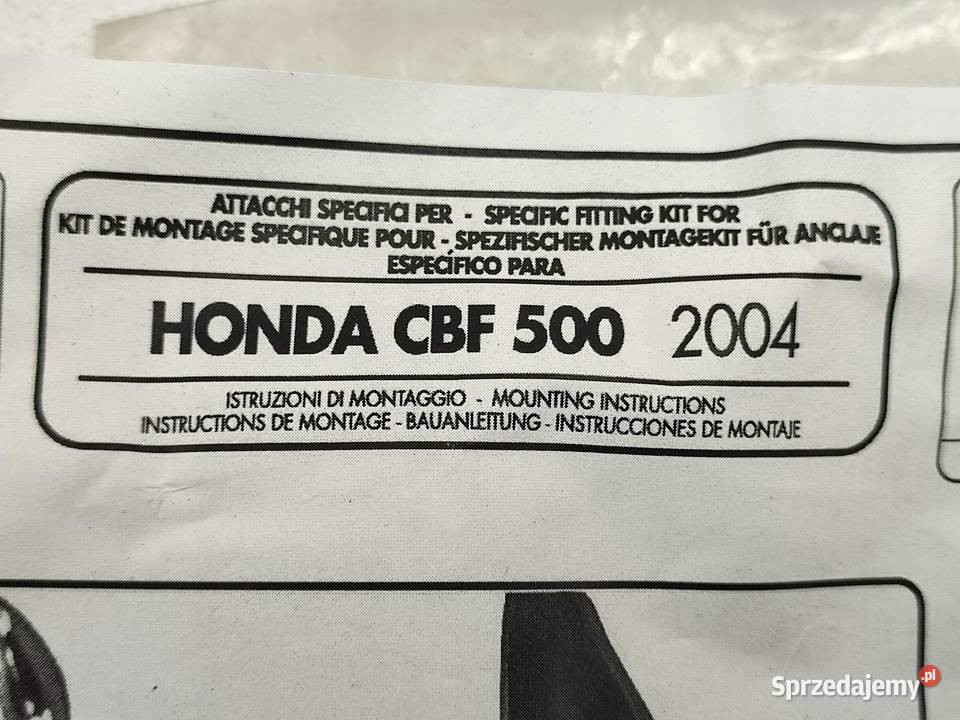 ATTACCHI SPECIFICI PER - SPECIFIC FITTING KIT FOR
KIT DE MONTAGE SPECIFIQUE POUR - SPEZIFISCHER MONTAGEKIT FÜR ANCLAJE
ESPECÍFICO PARA
HONDA CBF 500 2004
ISTRUZIONI DI MONTAGGIO - MOUNTING INSTRUCTIONS
INSTRUCTIONS DE MONTAGE - BAUANLEITUNG - INSTRUCCIONES DE MONTAJE
Sprzedajemy.pl